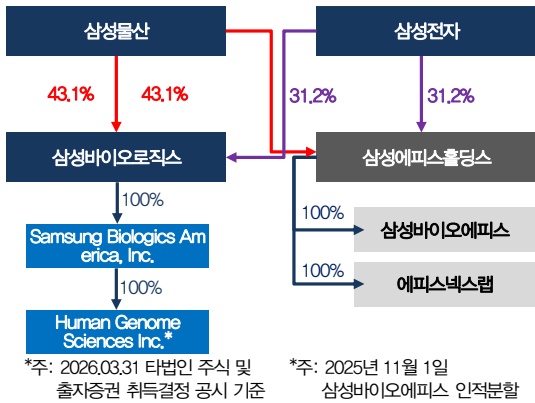 삼성물산
삼성전자
43.1%
43.1%
31.2%
31.2%
삼성바이오로직스
삼성에피스홀딩스
100%
Samsung Biologics Am
erica, Inc.
100%
삼성바이오에피스
100%
Human Genome
Sciences Inc.*
100%
에피스넥스랩
*주: 2026.03.31 타법인 주식 및
출자증권 취득결정 공시 기준
*주: 2025년 11월 1일
삼성바이오에피스 인적분할